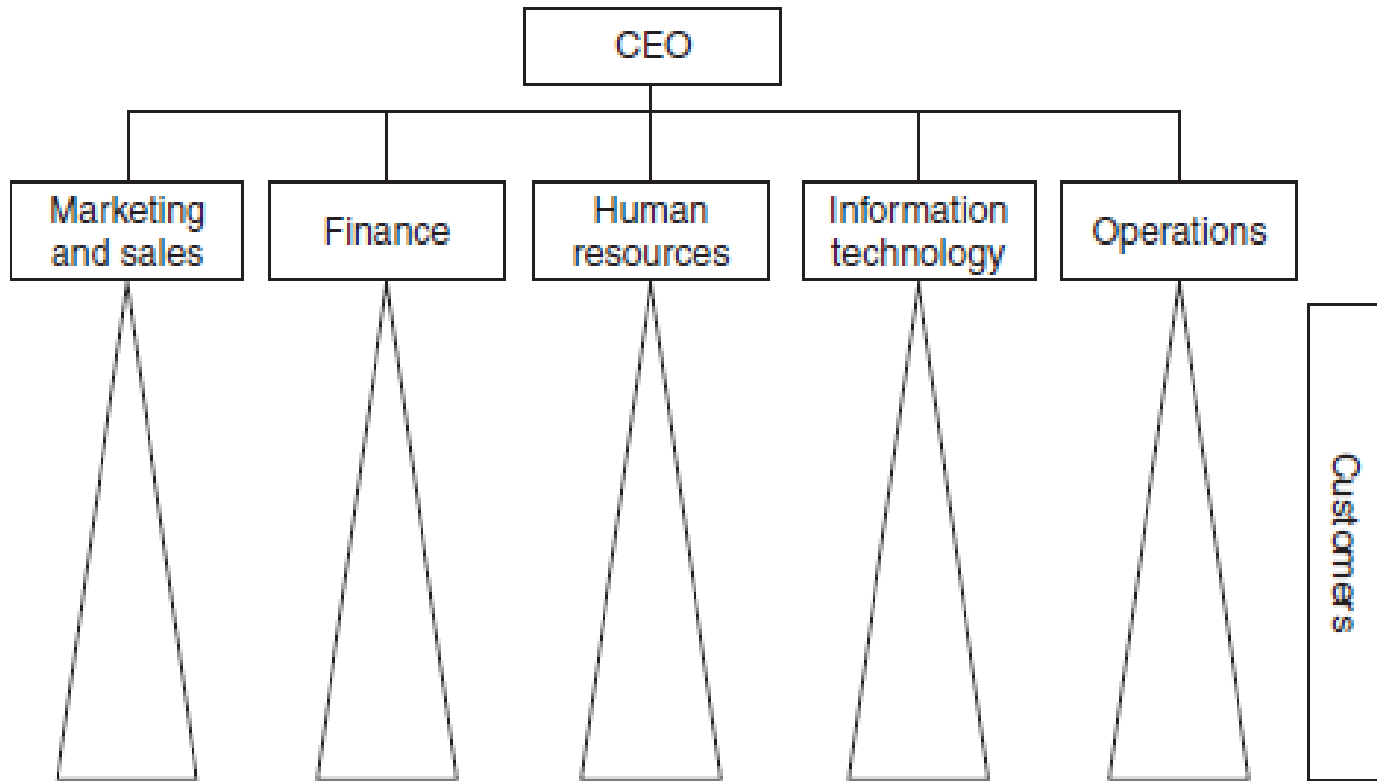 CEO
Marketing
and sales
Finance
Human
resources
Information
technology
Operations
Customers